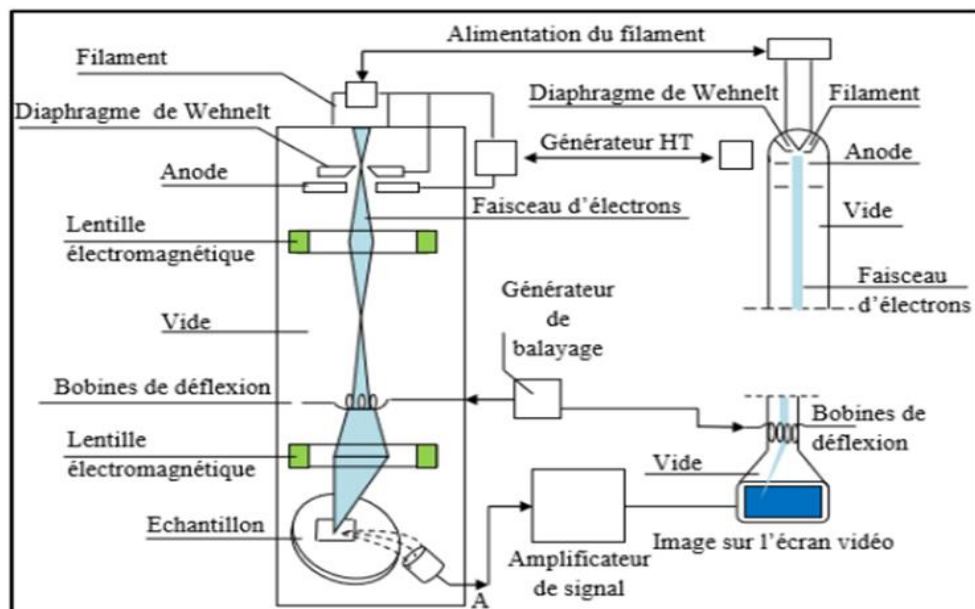 Alimentation du filament
Filament
Diaphragme de Wehnelt
Anode
Lentille
électromagnétique
Vide
Bobines de déflexion
Lentille
électromagnétique
Echantillon
Générateur HT
Faisceau d’électrons
Générateur
de
balayage
Amplificateur
de signal
A
Diaphragme de Wehnelt
Filament
Anode
Vide
Faisceau
d’électrons
Bobines de
déflexion
Vide
Image sur l’écran vidéo